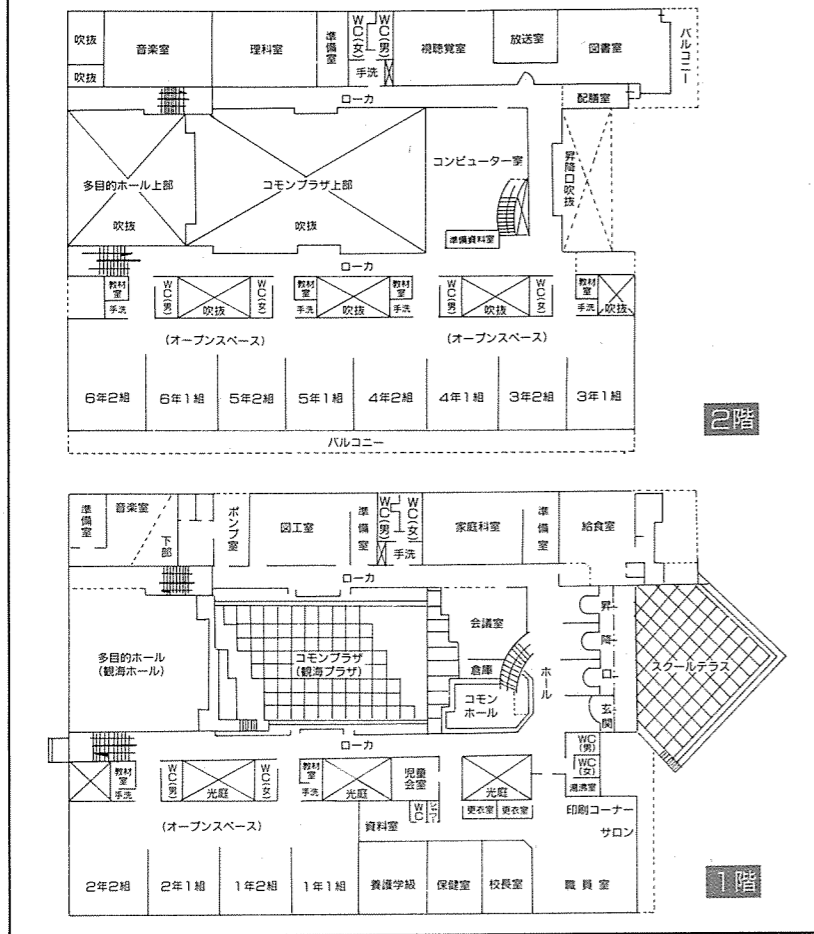 吹抜
吹抜
音楽室
理科室
準備室
WC(女)
WC(男)
手洗
視聴覚室
放送室
図書室
バルコニー
ローカ
配膳室
多目的ホール上部
吹抜
コモンプラザ上部
吹抜
コンピューター室
準備資料室
昇降口吹抜
ローカ
教材室
手洗
WC(男)
吹抜
WC(女)
教材室
手洗
吹抜
教材室
手洗
WC(男)
吹抜
WC(女)
教材室
手洗
吹抜
(オープンスペース)
(オープンスペース)
6年2組
6年1組
5年2組
5年1組
4年2組
4年1組
3年2組
3年1組
バルコニー
2階
準備室
音楽室
下部
ポンプ室
図工室
準備室
WC(男)
WC(女)
手洗
家庭科室
準備室
給食室
ローカ
多目的ホール
(観海ホール)
コモンプラザ
(観海プラザ)
会議室
倉庫
コモン
ホール
ホール
昇降口
玄関
スクールテラス
ローカ
教材室
手洗
WC(男)
光庭
WC(女)
教材室
手洗
光庭
児童
会室
WC
光庭
更衣室
更衣室
WC(男)
WC(女)
湯沸室
印刷コーナー
サロン
(オープンスペース)
資料室
2年2組
2年1組
1年2組
1年1組
養護学級
保健室
校長室
職員室
1階